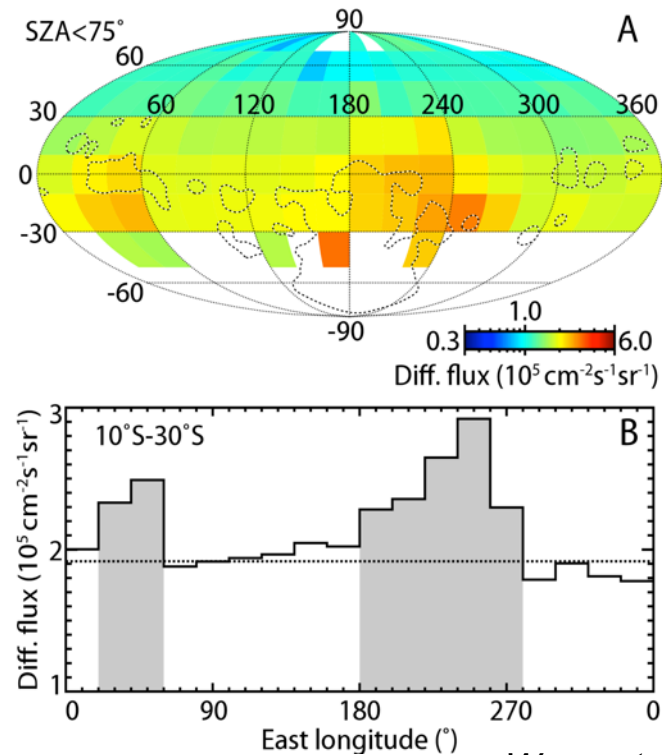 SZA<75° 90 A
60
30 60 120 180 240 300 360
0
-30
-60
-90
1.0
0.3 6.0
Diff. flux (10⁵ cm⁻²s⁻¹sr⁻¹)
3 10°S-30°S B
2
1
Diff. flux (10⁵ cm⁻²s⁻¹sr⁻¹)
0 90 180 270 0
East longitude (°)